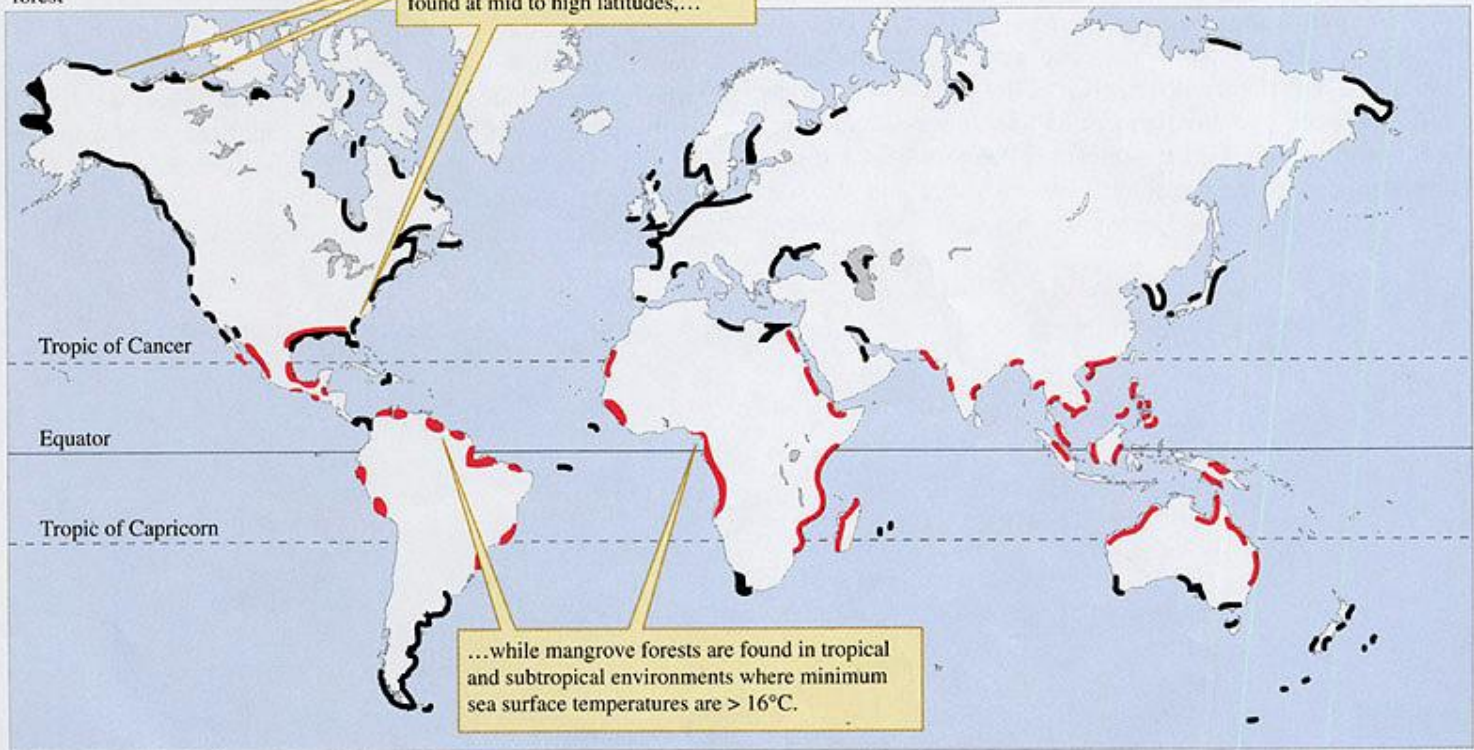 forest
found at mid to high latitudes,...
Tropic of Cancer
Equator
Tropic of Capricorn
...while mangrove forests are found in tropical
and subtropical environments where minimum
sea surface temperatures are > 16°C.